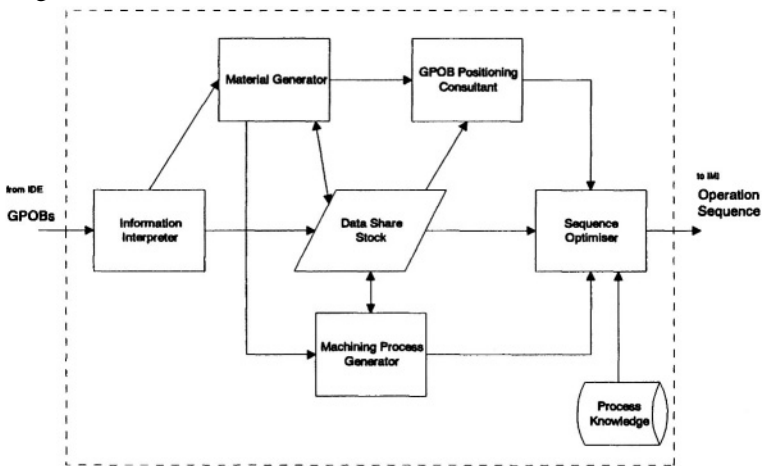 Material Generator
GPOB Positioning
Consultant
from IDE
GPOBs
Information
Interpreter
Data Share
Stock
Sequence
Optimiser
to IMI
Operation
Sequence
Machining Process
Generator
Process
Knowledge